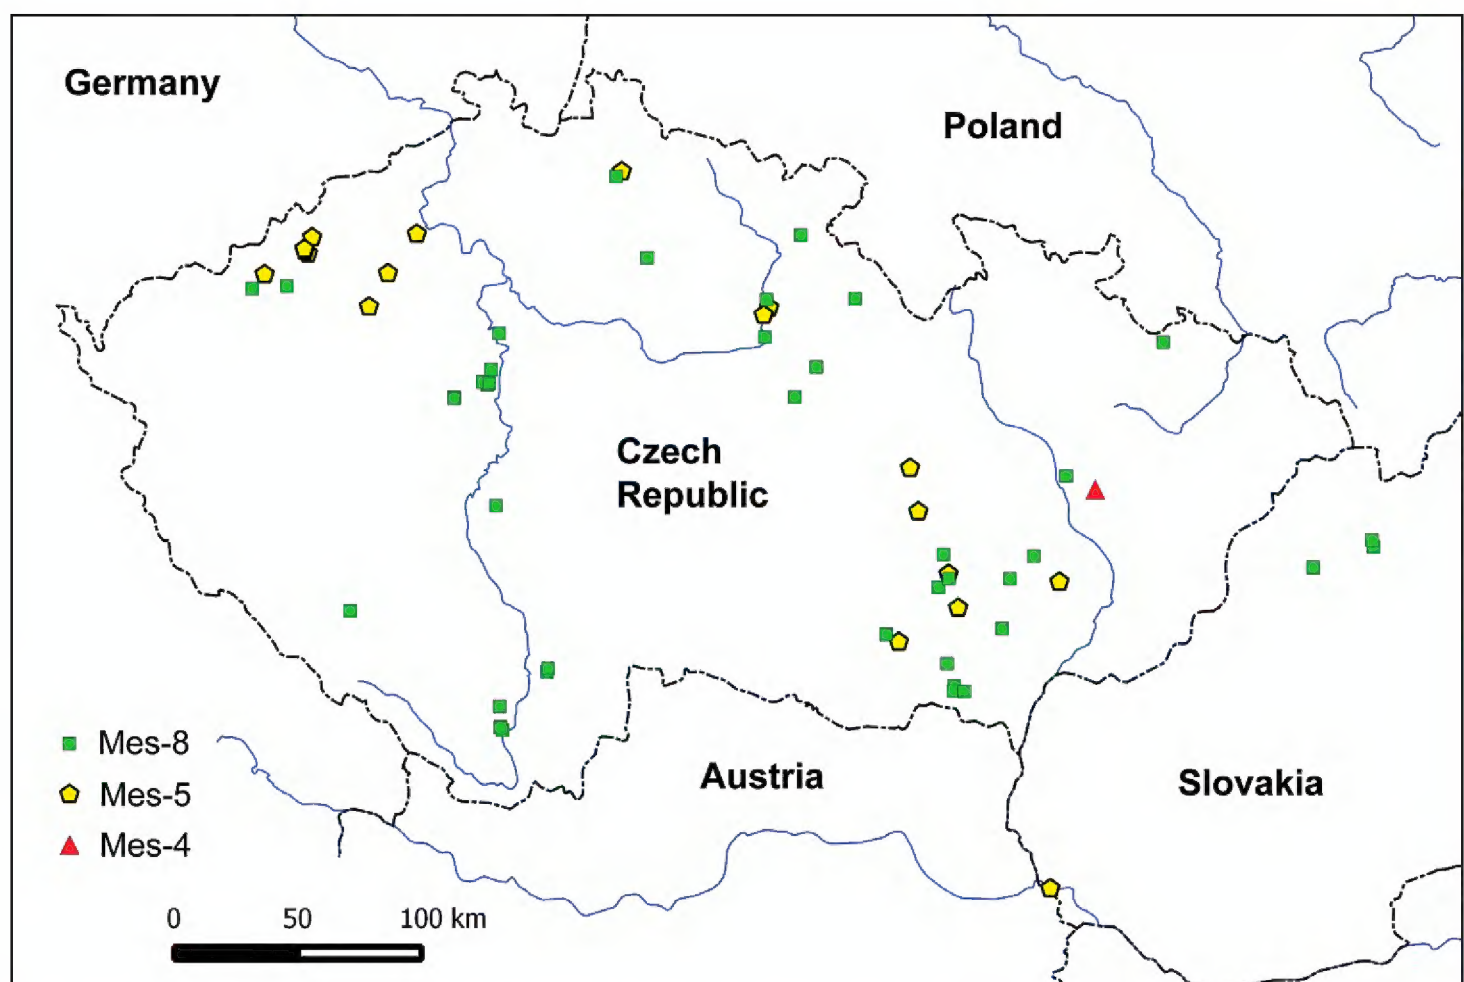 Germany
Poland
Czech
Republic
Austria
Slovakia
Mes-8
Mes-5
Mes-4
0 50 100 km